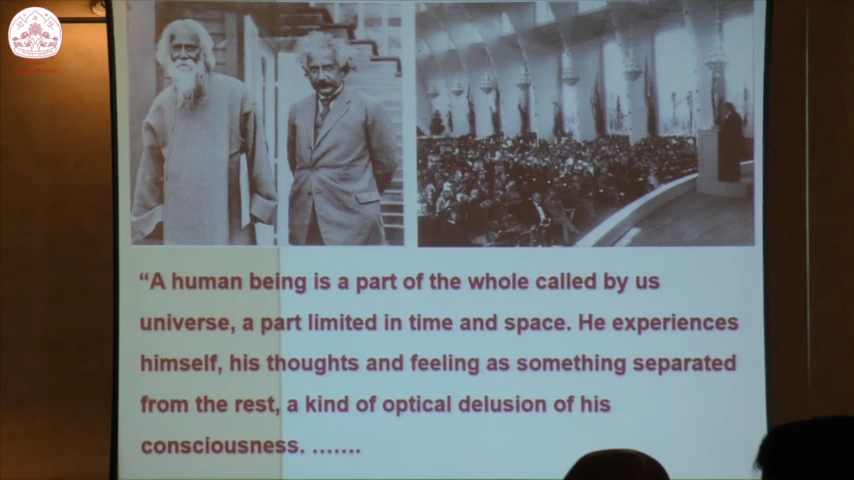 “A human being is a part of the whole called by us
universe, a part limited in time and space. He experiences
himself, his thoughts and feeling as something separated
from the rest, a kind of optical delusion of his
consciousness. …….